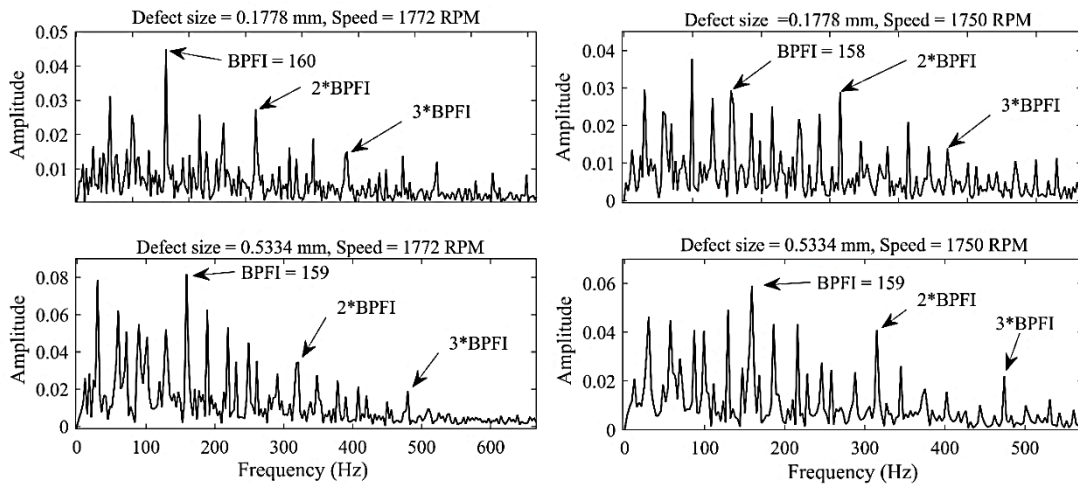 Defect size = 0.1778 mm, Speed = 1772 RPM
0.05
0.04
0.03
0.02
0.01
Amplitude
BPFI = 160
2*BPFI
3*BPFI
Defect size =0.1778 mm, Speed = 1750 RPM
0.04
0.03
0.02
0.01
0
Amplitude
BPFI = 158
2*BPFI
3*BPFI
Defect size = 0.5334 mm, Speed = 1772 RPM
0.08
0.06
0.04
0.02
0
Amplitude
BPFI = 159
2*BPFI
3*BPFI
0 100 200 300 400 500 600
Frequency (Hz)
Defect size = 0.5334 mm, Speed = 1750 RPM
0.06
0.04
0.02
0
Amplitude
BPFI = 159
2*BPFI
3*BPFI
0 100 200 300 400 500
Frequency (Hz)